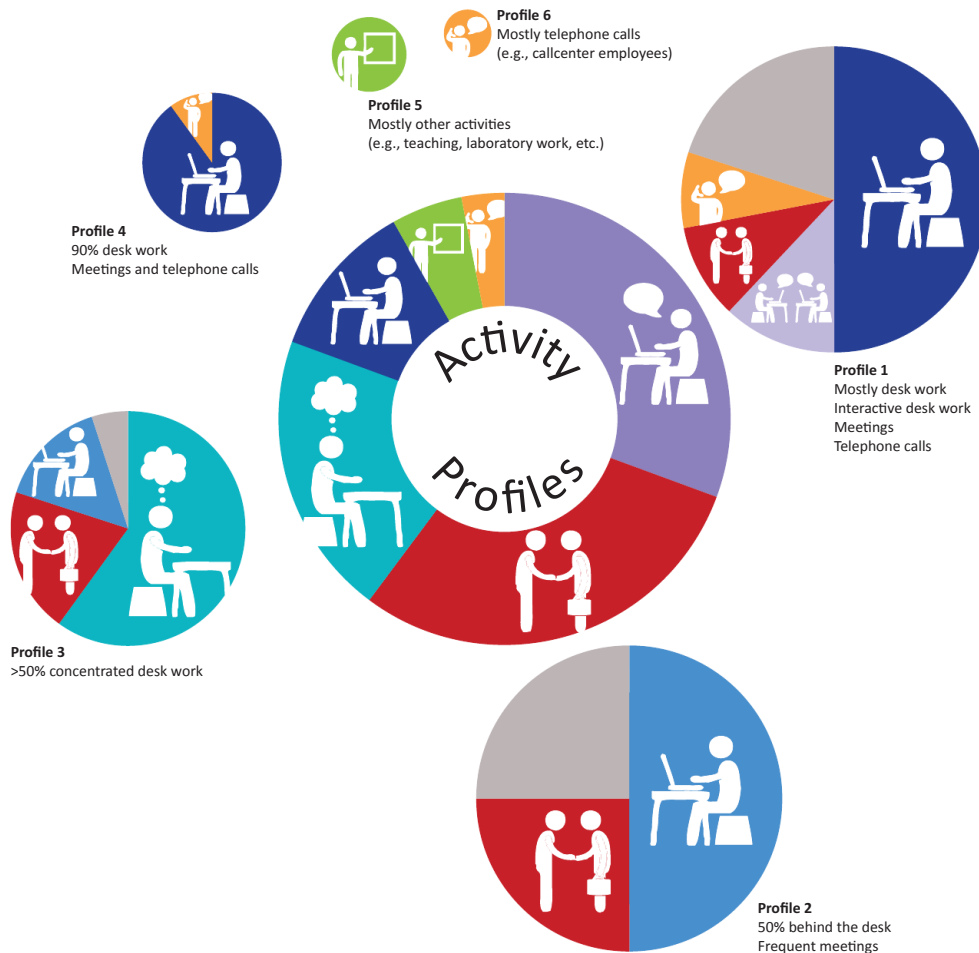 Profile 6
Mostly telephone calls
(e.g., callcenter employees)
Profile 5
Mostly other activities
(e.g., teaching, laboratory work, etc.)
Profile 4
90% desk work
Meetings and telephone calls
Activity
Profiles
Profile 1
Mostly desk work
Interactive desk work
Meetings
Telephone calls
Profile 3
>50% concentrated desk work
Profile 2
50% behind the desk
Frequent meetings